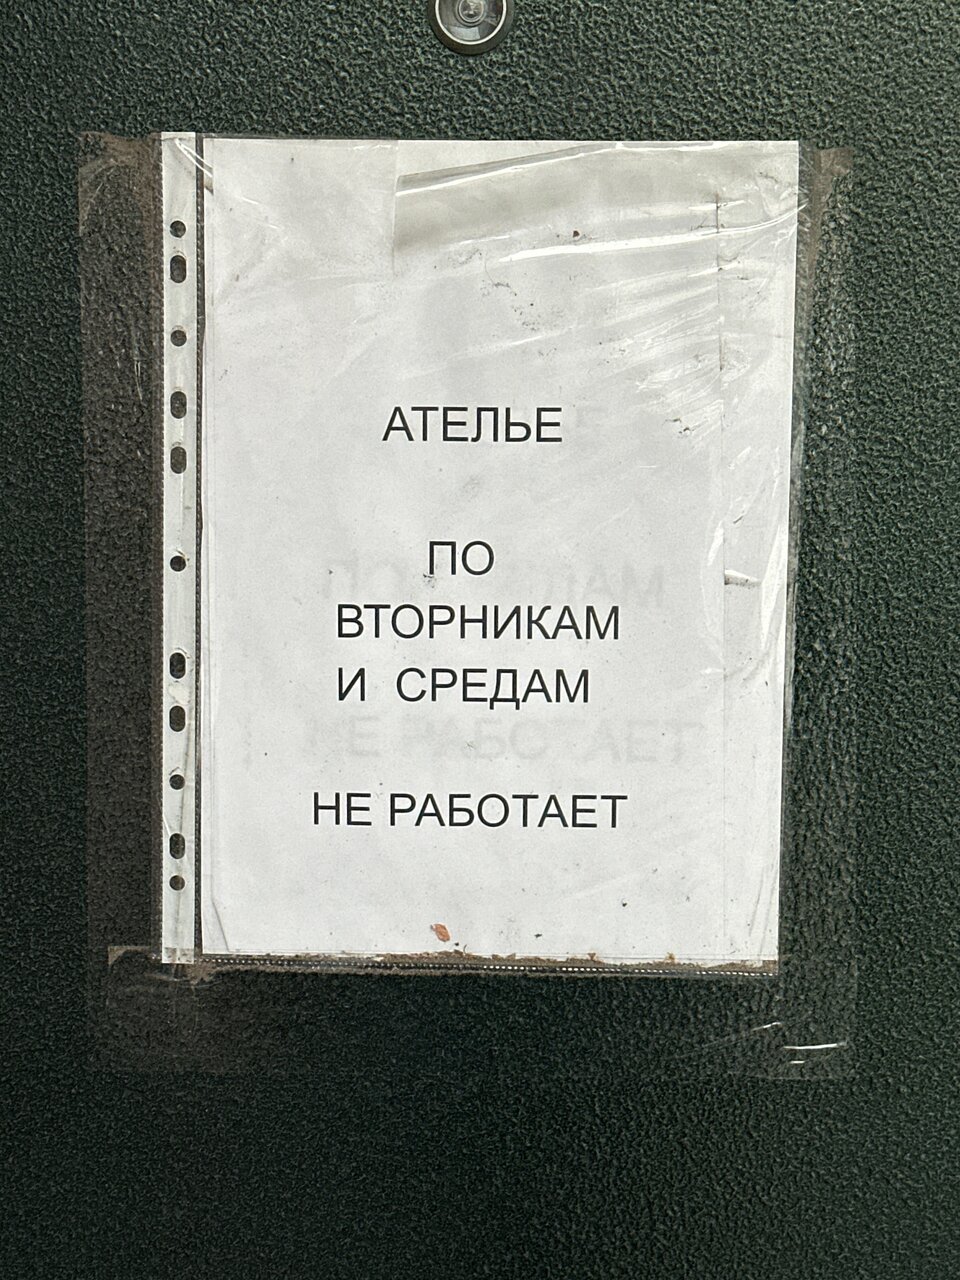 АТЕЛЬЕ
ПО
ВТОРНИКАМ
И СРЕДАМ
НЕ РАБОТАЕТ